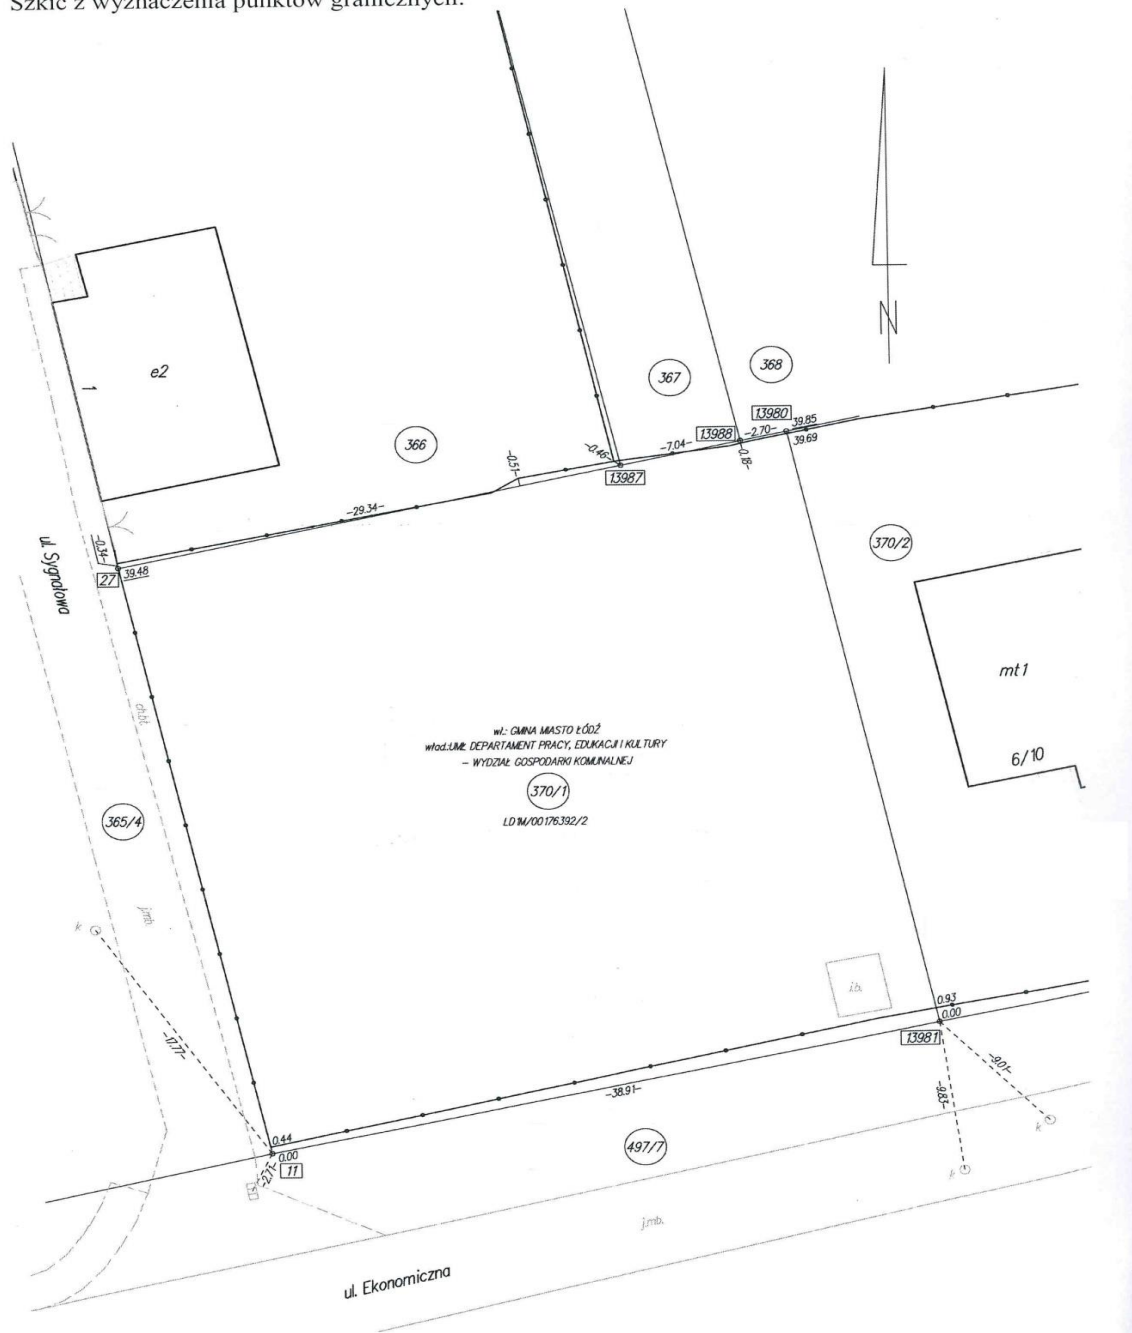 Szkic z wyznaczenia punktów granicznych.
367
368
13980
39.85
39.69
-2.70-
13988
-7.04-
0.18-
-0.46-
13987
-0.51-
366
e2
1
N
-29.34-
-0.34-
27
39.48
ul. Sygnałowa
370/2
mt1
6/10
ch.bt.
wł.: GMINA MIASTO ŁÓDŹ
wład.:UMŁ DEPARTAMENT PRACY, EDUKACJI I KULTURY
- WYDZIAŁ GOSPODARKI KOMUNALNEJ
370/1
LD1M/00176392/2
365/4
j.mb.
k
-17.77-
i.b.
0.93
0.00
13981
-9.01-
-9.83-
k
k
-38.91-
0.44
0.00
11
-2.71-
497/7
j.mb.
ul. Ekonomiczna